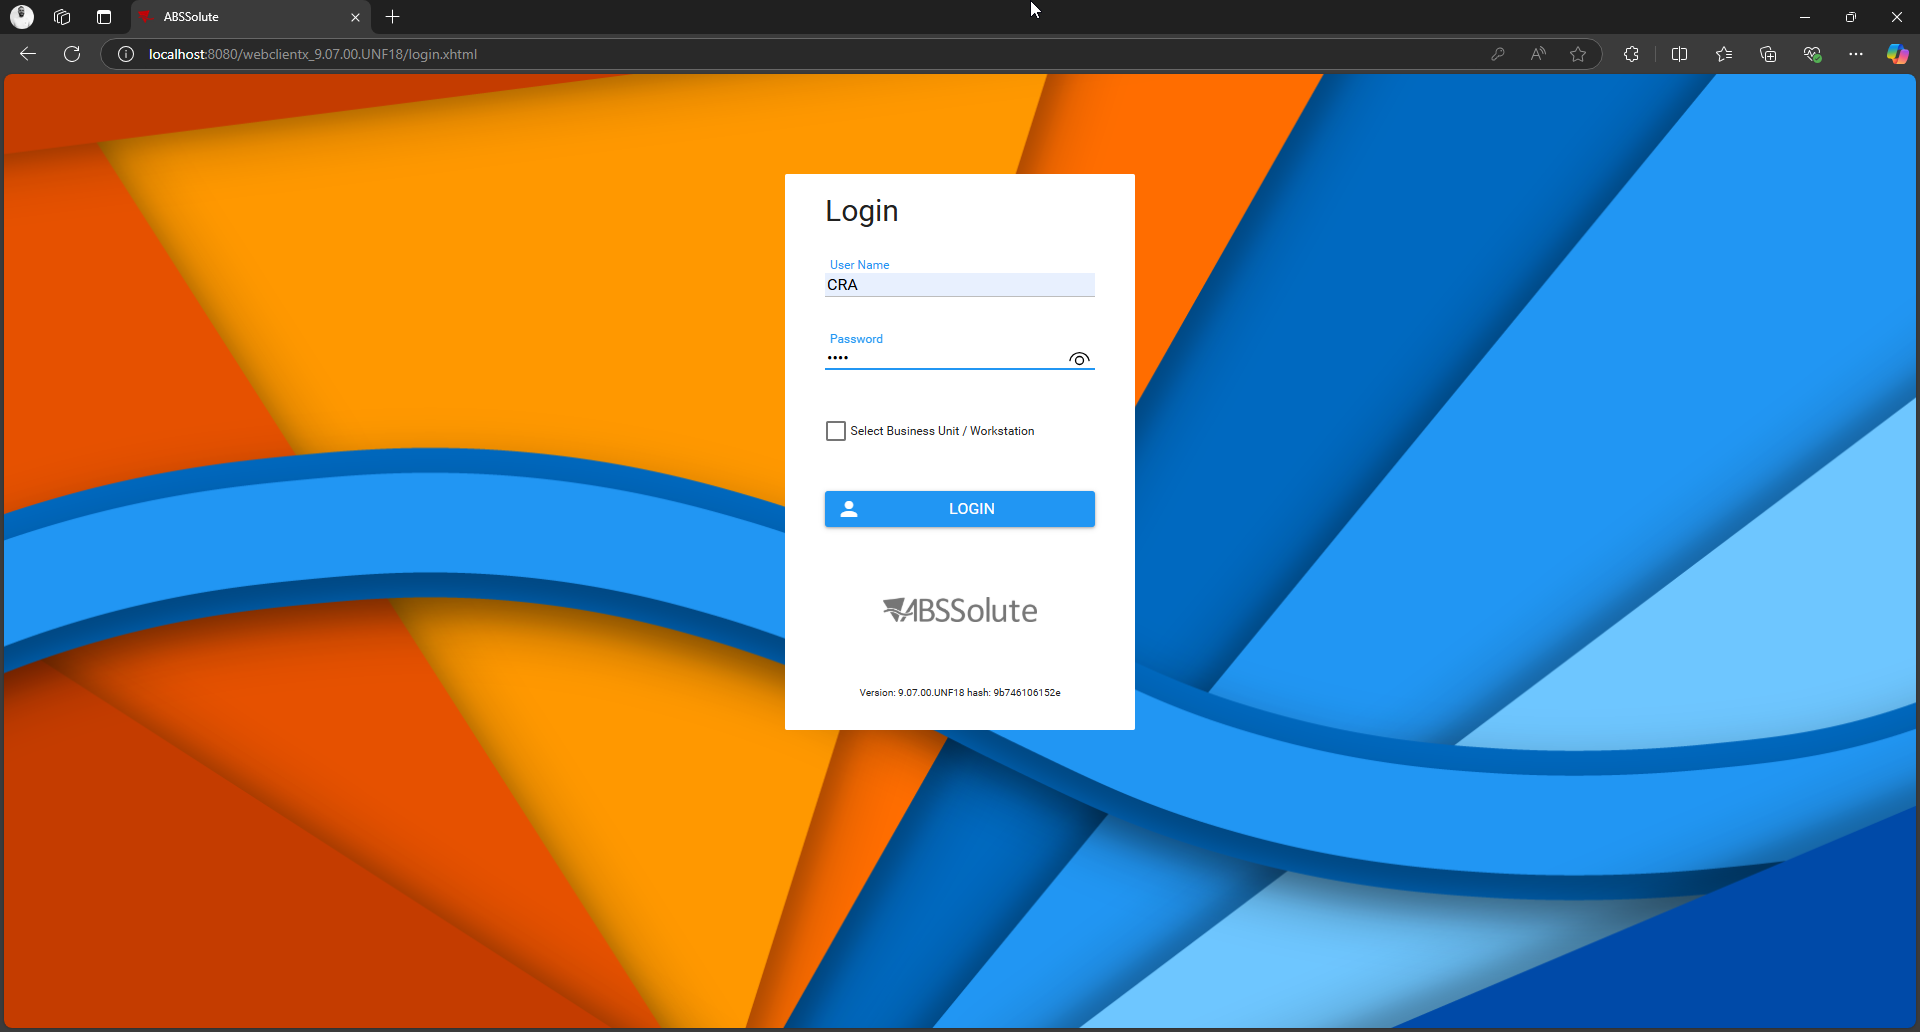 ABSSolute
localhost:8080/webclientx_9.07.00.UNF18/login.xhtml
Login
User Name
CRA
Password
••••
Select Business Unit / Workstation
LOGIN
ABSSolute
Version: 9.07.00.UNF18 hash: 9b746106152e